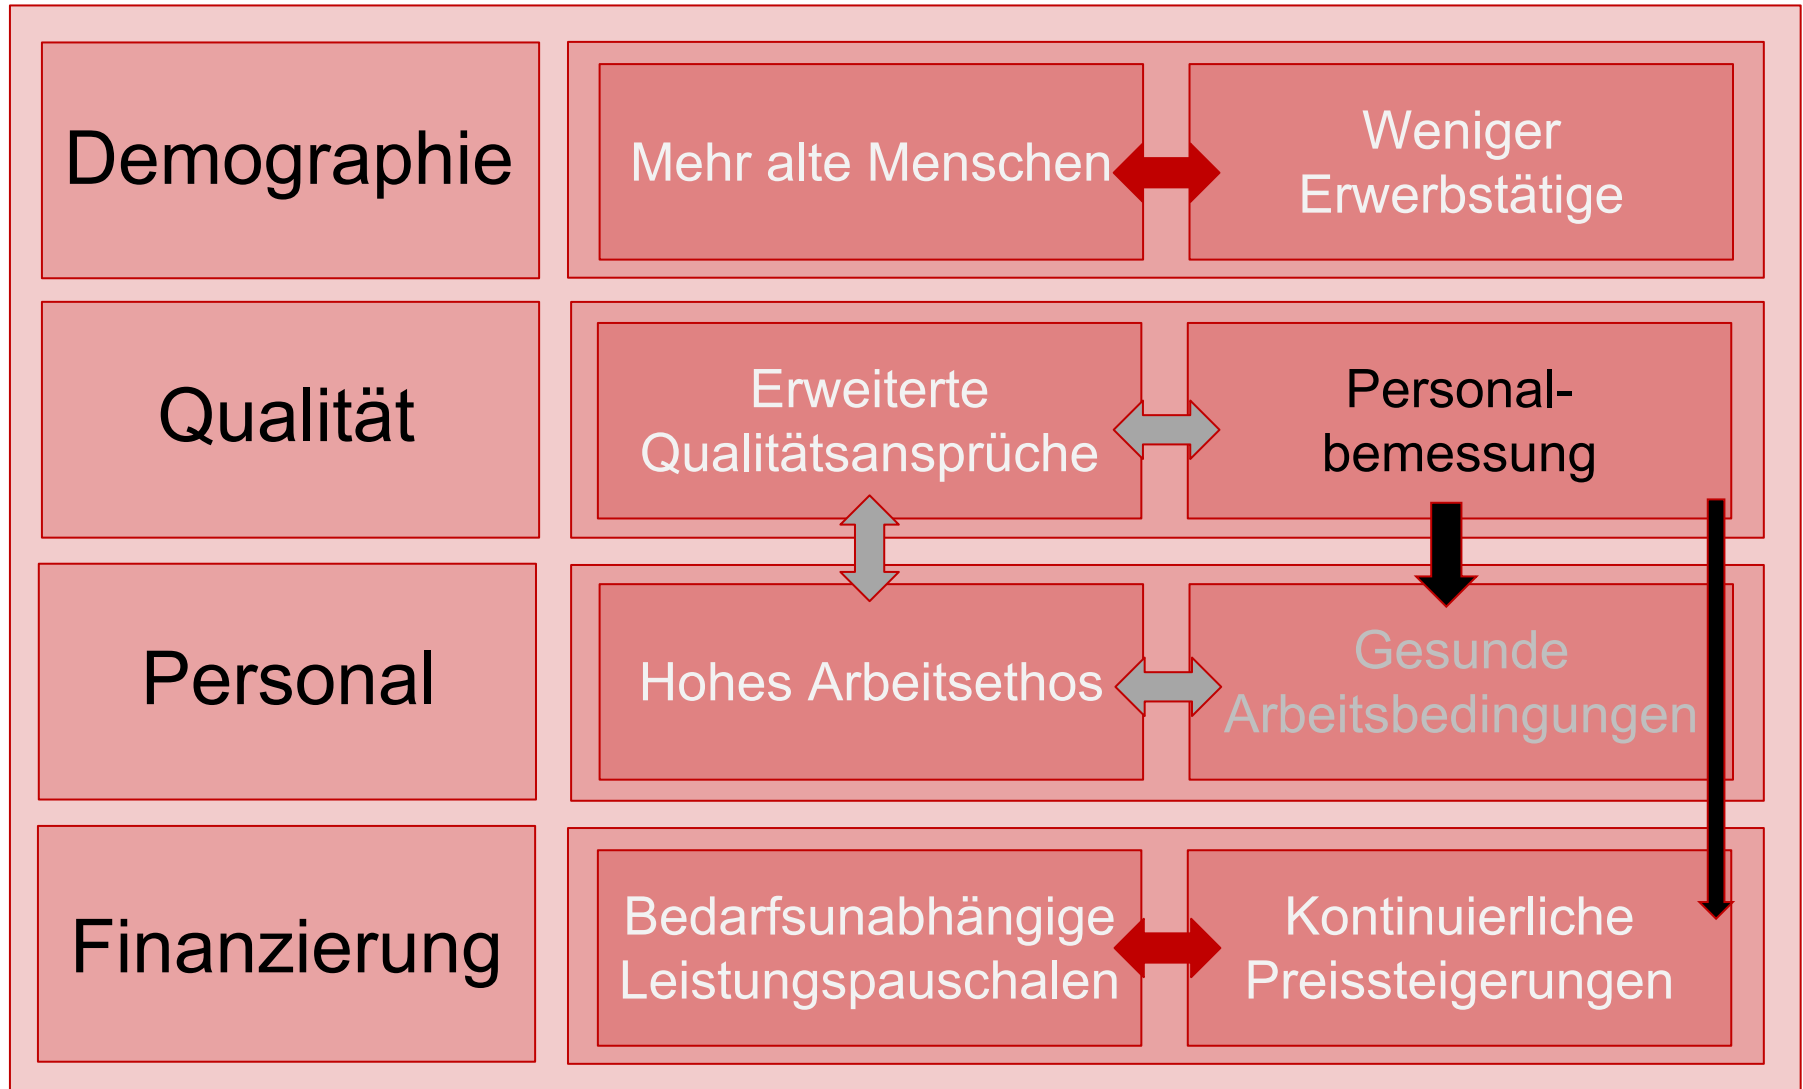 Demographie
Mehr alte Menschen
Weniger
Erwerbstätige
Qualität
Erweiterte
Qualitätsansprüche
Personal-
bemessung
Personal
Hohes Arbeitsethos
Gesunde
Arbeitsbedingungen
Finanzierung
Bedarfsunabhängige
Leistungspauschalen
Kontinuierliche
Preissteigerungen